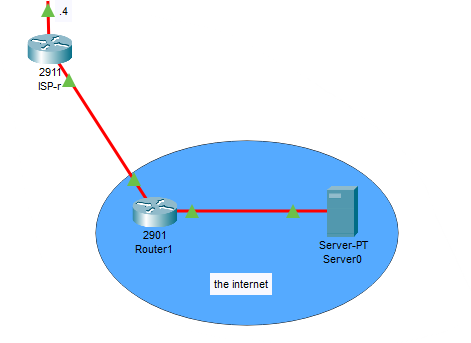 .4
2911
ISP-r
2901
Router1
Server-PT
Server0
the internet